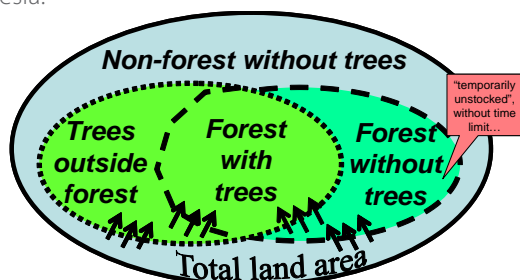 esia.
Non-forest without trees
Trees
outside
forest
Forest
with
trees
Forest
without
trees
"temporarily
unstocked",
without time
limit…
Total land area